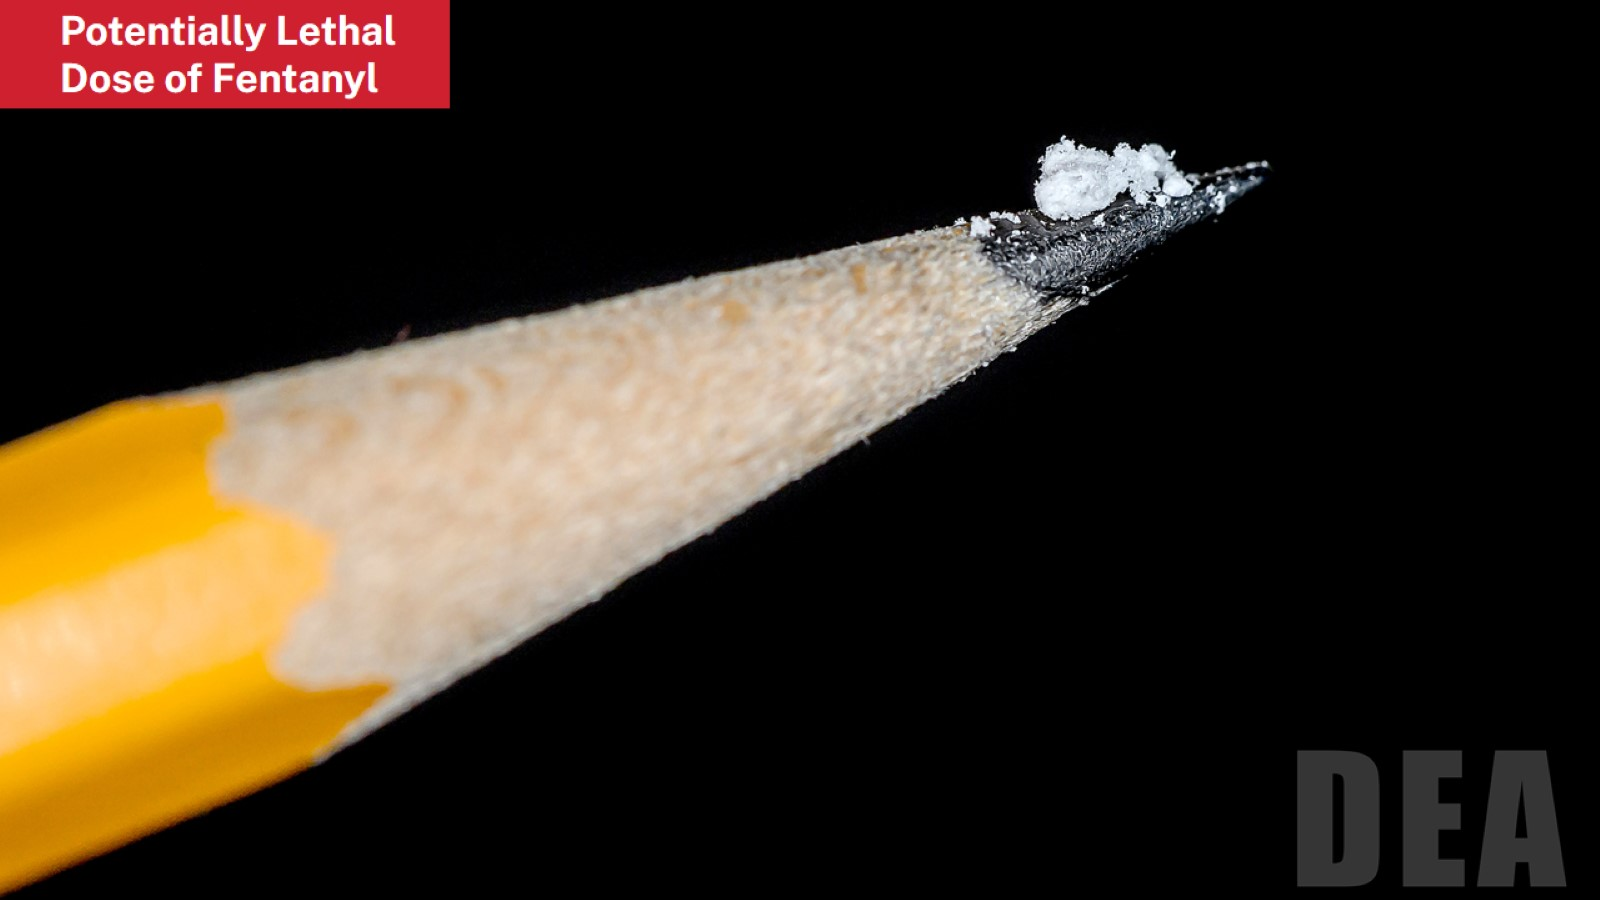 Potentially Lethal
Dose of Fentanyl
DEA